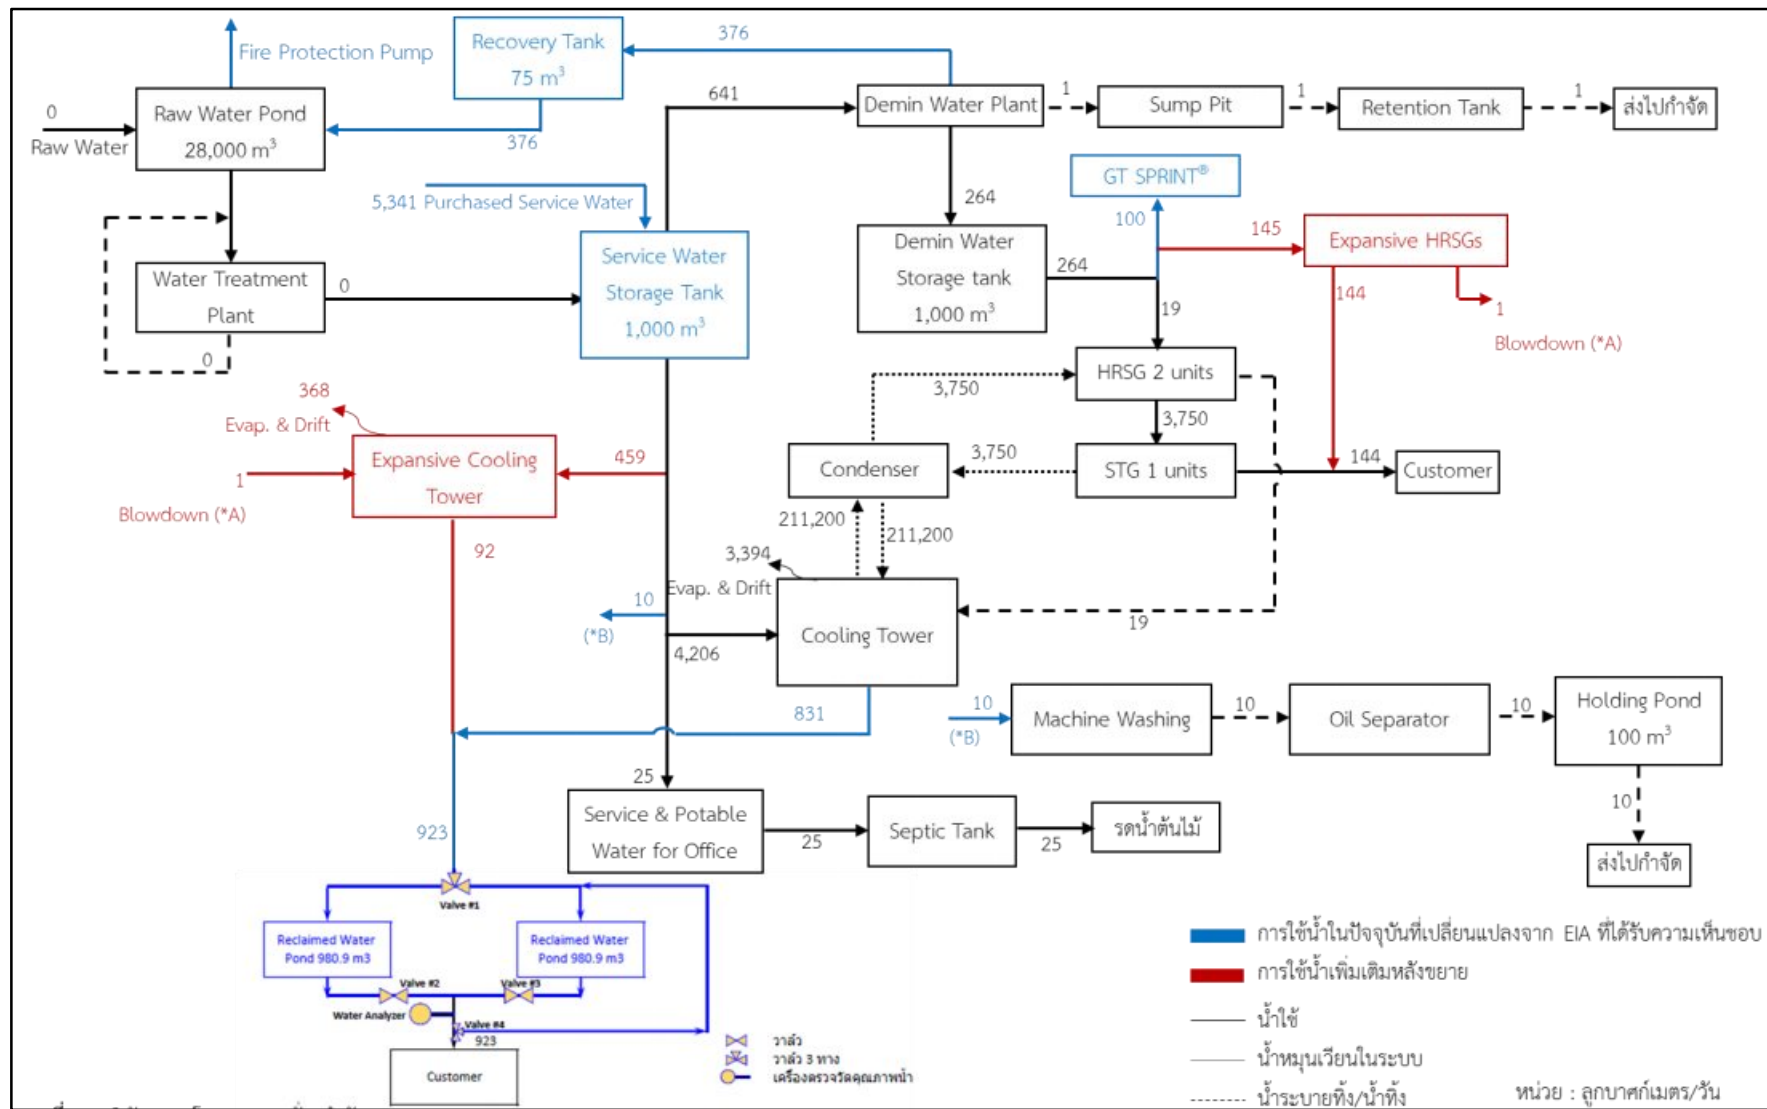 Fire Protection Pump
Recovery Tank
75 m³
376
376
0
Raw Water
Raw Water Pond
28,000 m³
641
Demin Water Plant
1
Sump Pit
1
Retention Tank
1
ส่งไปกำจัด
5,341 Purchased Service Water
264
GT SPRINT®
100
145
Expansive HRSGs
Water Treatment
Plant
0
0
Service Water
Storage Tank
1,000 m³
Demin Water
Storage tank
1,000 m³
264
19
144
1
Blowdown (*A)
368
Evap. & Drift
3,750
HRSG 2 units
3,750
Expansive Cooling
Tower
459
1
Blowdown (*A)
Condenser
3,750
STG 1 units
144
Customer
92
211,200
211,200
3,394
Evap. & Drift
10
(*B)
4,206
Cooling Tower
19
831
10
(*B)
Machine Washing
10
Oil Separator
10
Holding Pond
100 m³
10
ส่งไปกำจัด
25
Service & Potable
Water for Office
25
Septic Tank
25
รดน้ำต้นไม้
923
Valve #1
Reclaimed Water
Pond 980.9 m3
Reclaimed Water
Pond 980.9 m3
Valve #2
Valve #3
Water Analyzer
Valve #4
923
Customer
วาล์ว
วาล์ว 3 ทาง
เครื่องตรวจวัดคุณภาพน้ำ
การใช้น้ำในปัจจุบันที่เปลี่ยนแปลงจาก EIA ที่ได้รับความเห็นชอบ
การใช้น้ำเพิ่มเติมหลังขยาย
น้ำใช้
น้ำหมุนเวียนในระบบ
น้ำระบายทิ้ง/น้ำทิ้ง
หน่วย : ลูกบาศก์เมตร/วัน